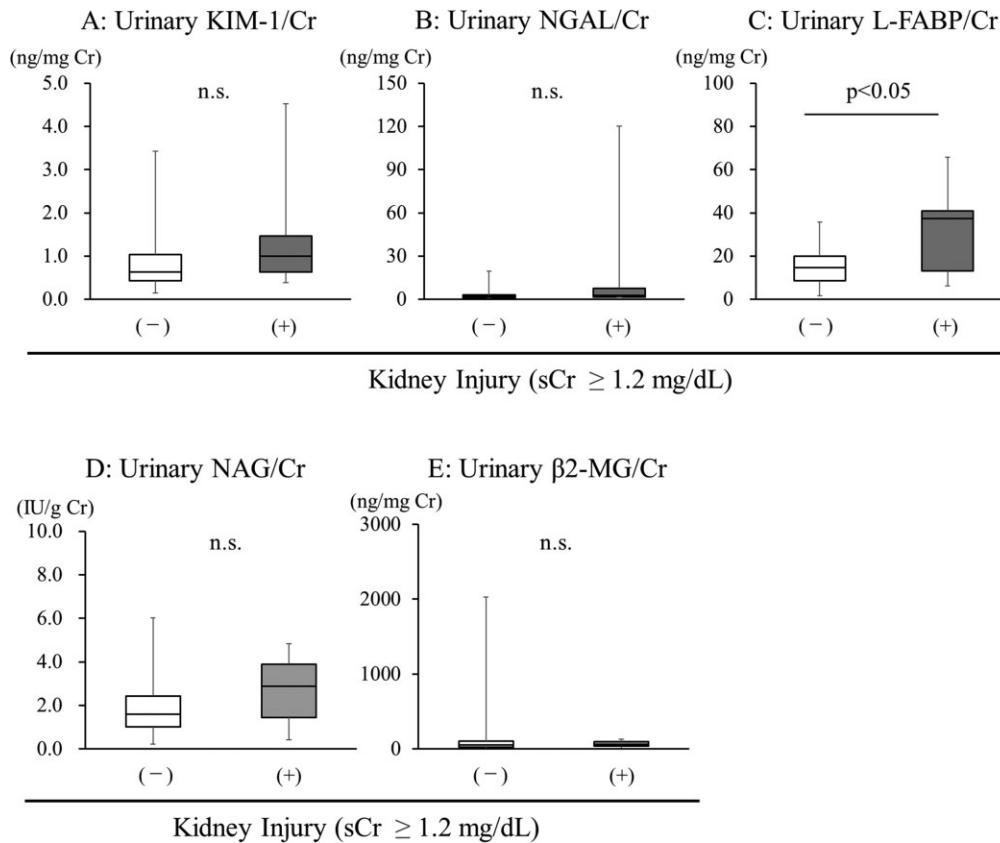 A: Urinary KIM-1/Cr
(ng/mg Cr)
5.0
4.0
3.0
2.0
1.0
0.0
n.s.
(−)
(+)
B: Urinary NGAL/Cr
(ng/mg Cr)
150
120
90
60
30
0
n.s.
(−)
(+)
C: Urinary L-FABP/Cr
(ng/mg Cr)
100
80
60
40
20
0
p<0.05
(−)
(+)
Kidney Injury (sCr ≥ 1.2 mg/dL)
D: Urinary NAG/Cr
(IU/g Cr)
10.0
8.0
6.0
4.0
2.0
0.0
n.s.
(−)
(+)
E: Urinary β2-MG/Cr
(ng/mg Cr)
3000
2000
1000
0
n.s.
(−)
(+)
Kidney Injury (sCr ≥ 1.2 mg/dL)